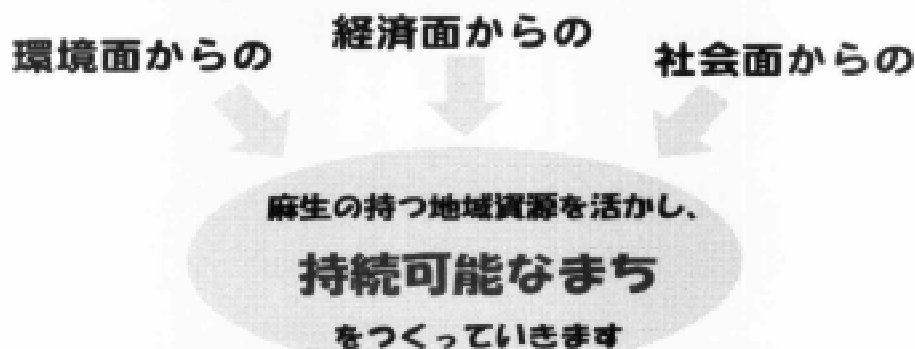 環境面からの
経済面からの
社会面からの
麻生の持つ地域資源を活かし、
持続可能なまち
をつくっていきます